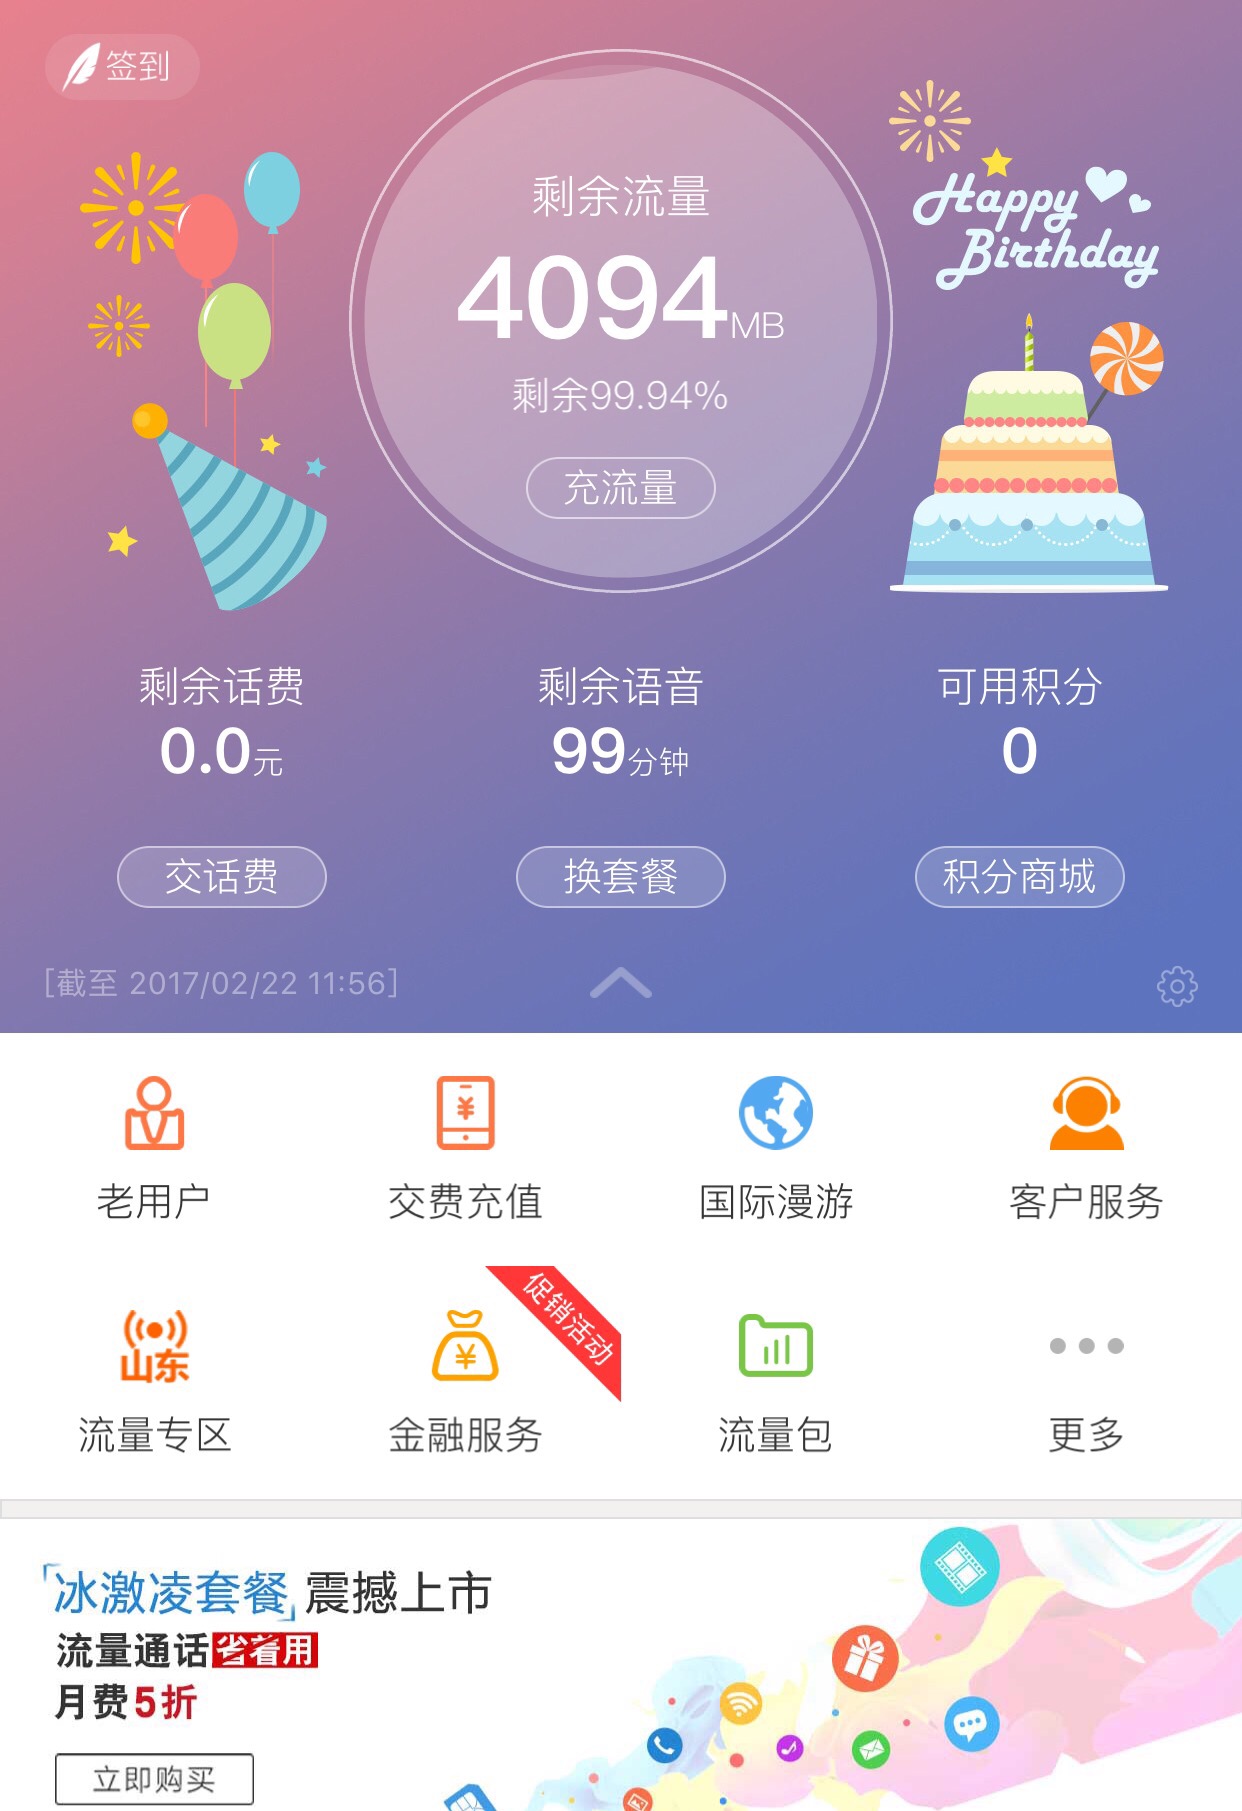 签到
Happy
Birthday
剩余流量
4094MB
剩余99.94%
充流量
剩余话费
剩余语音
可用积分
0.0元
99分钟
0
交话费
换套餐
积分商城
[截至 2017/02/22 11:56]
老用户
交费充值
国际漫游
客户服务
促销活动
山东
流量专区
金融服务
流量包
更多
「冰激凌套餐」震撼上市
流量通话省着用
月费5折
立即购买